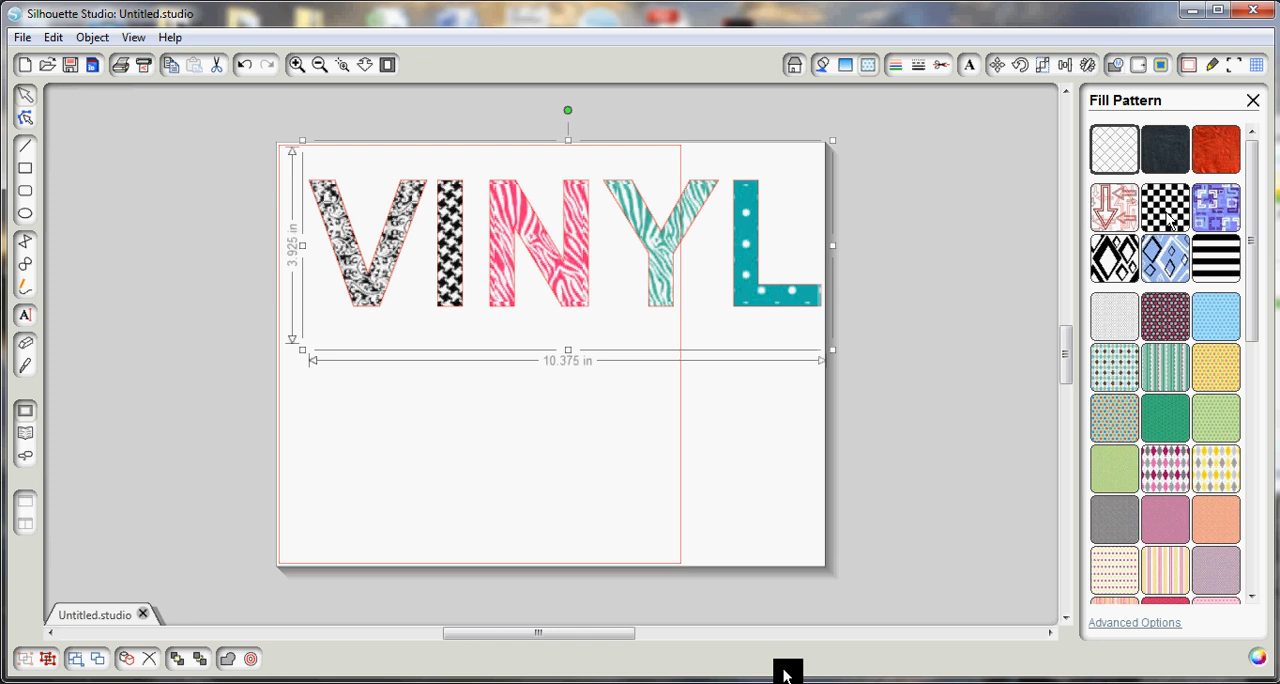 Silhouette Studio: Untitled.studio
File Edit Object View Help
Fill Pattern
VINYL
3.925 in
10.375 in
Advanced Options
Untitled.studio